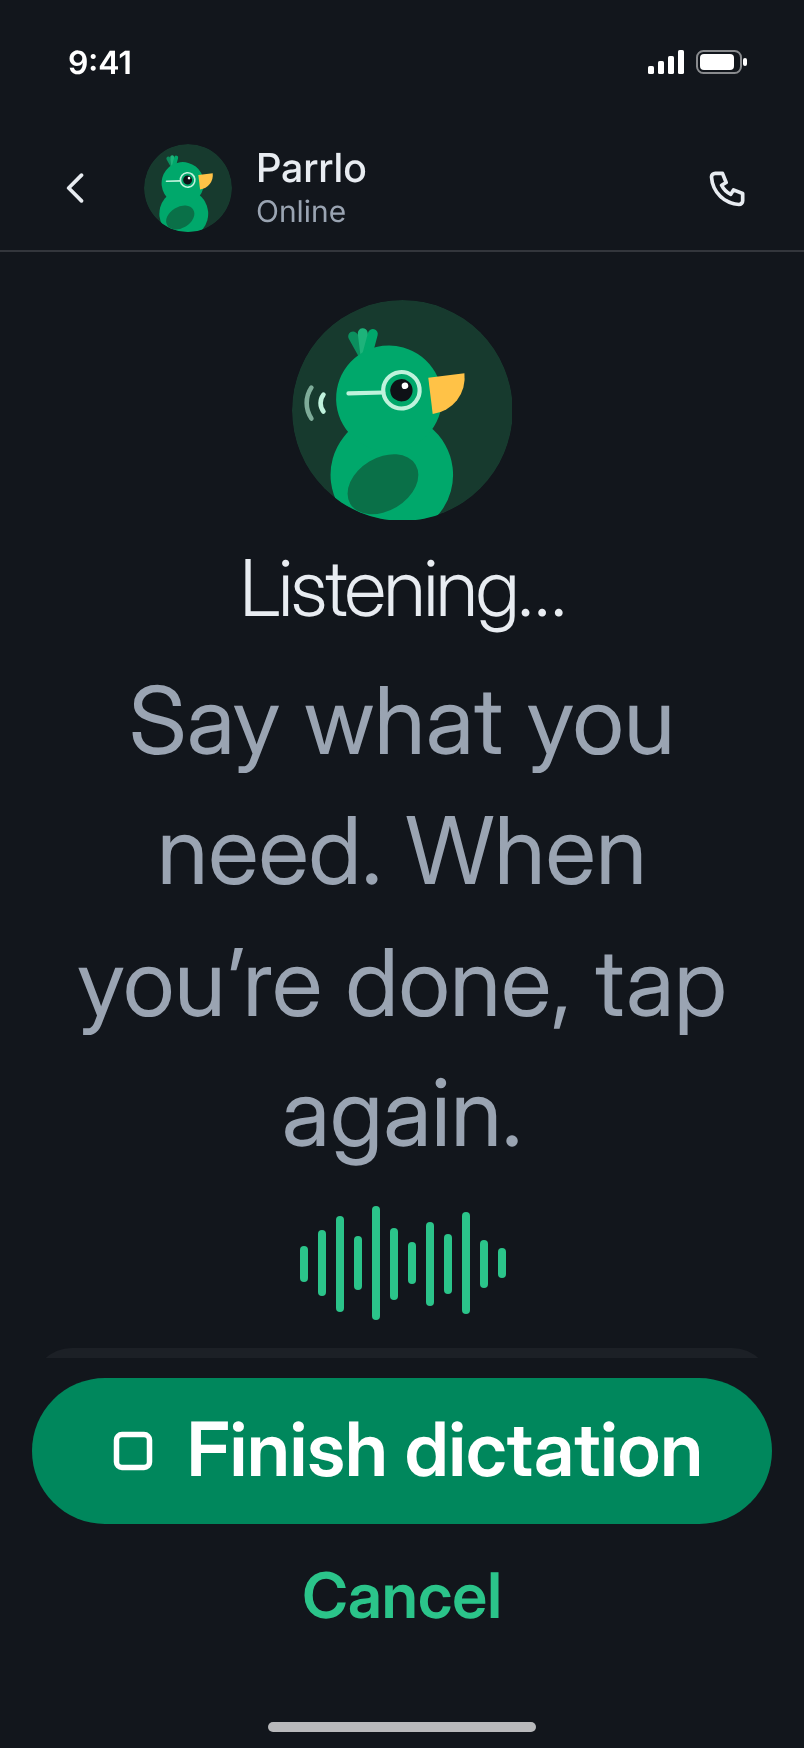 9:41
Parrlo
Online
Listening...
Say what you
need. When
you’re done, tap
again.
Finish dictation
Cancel